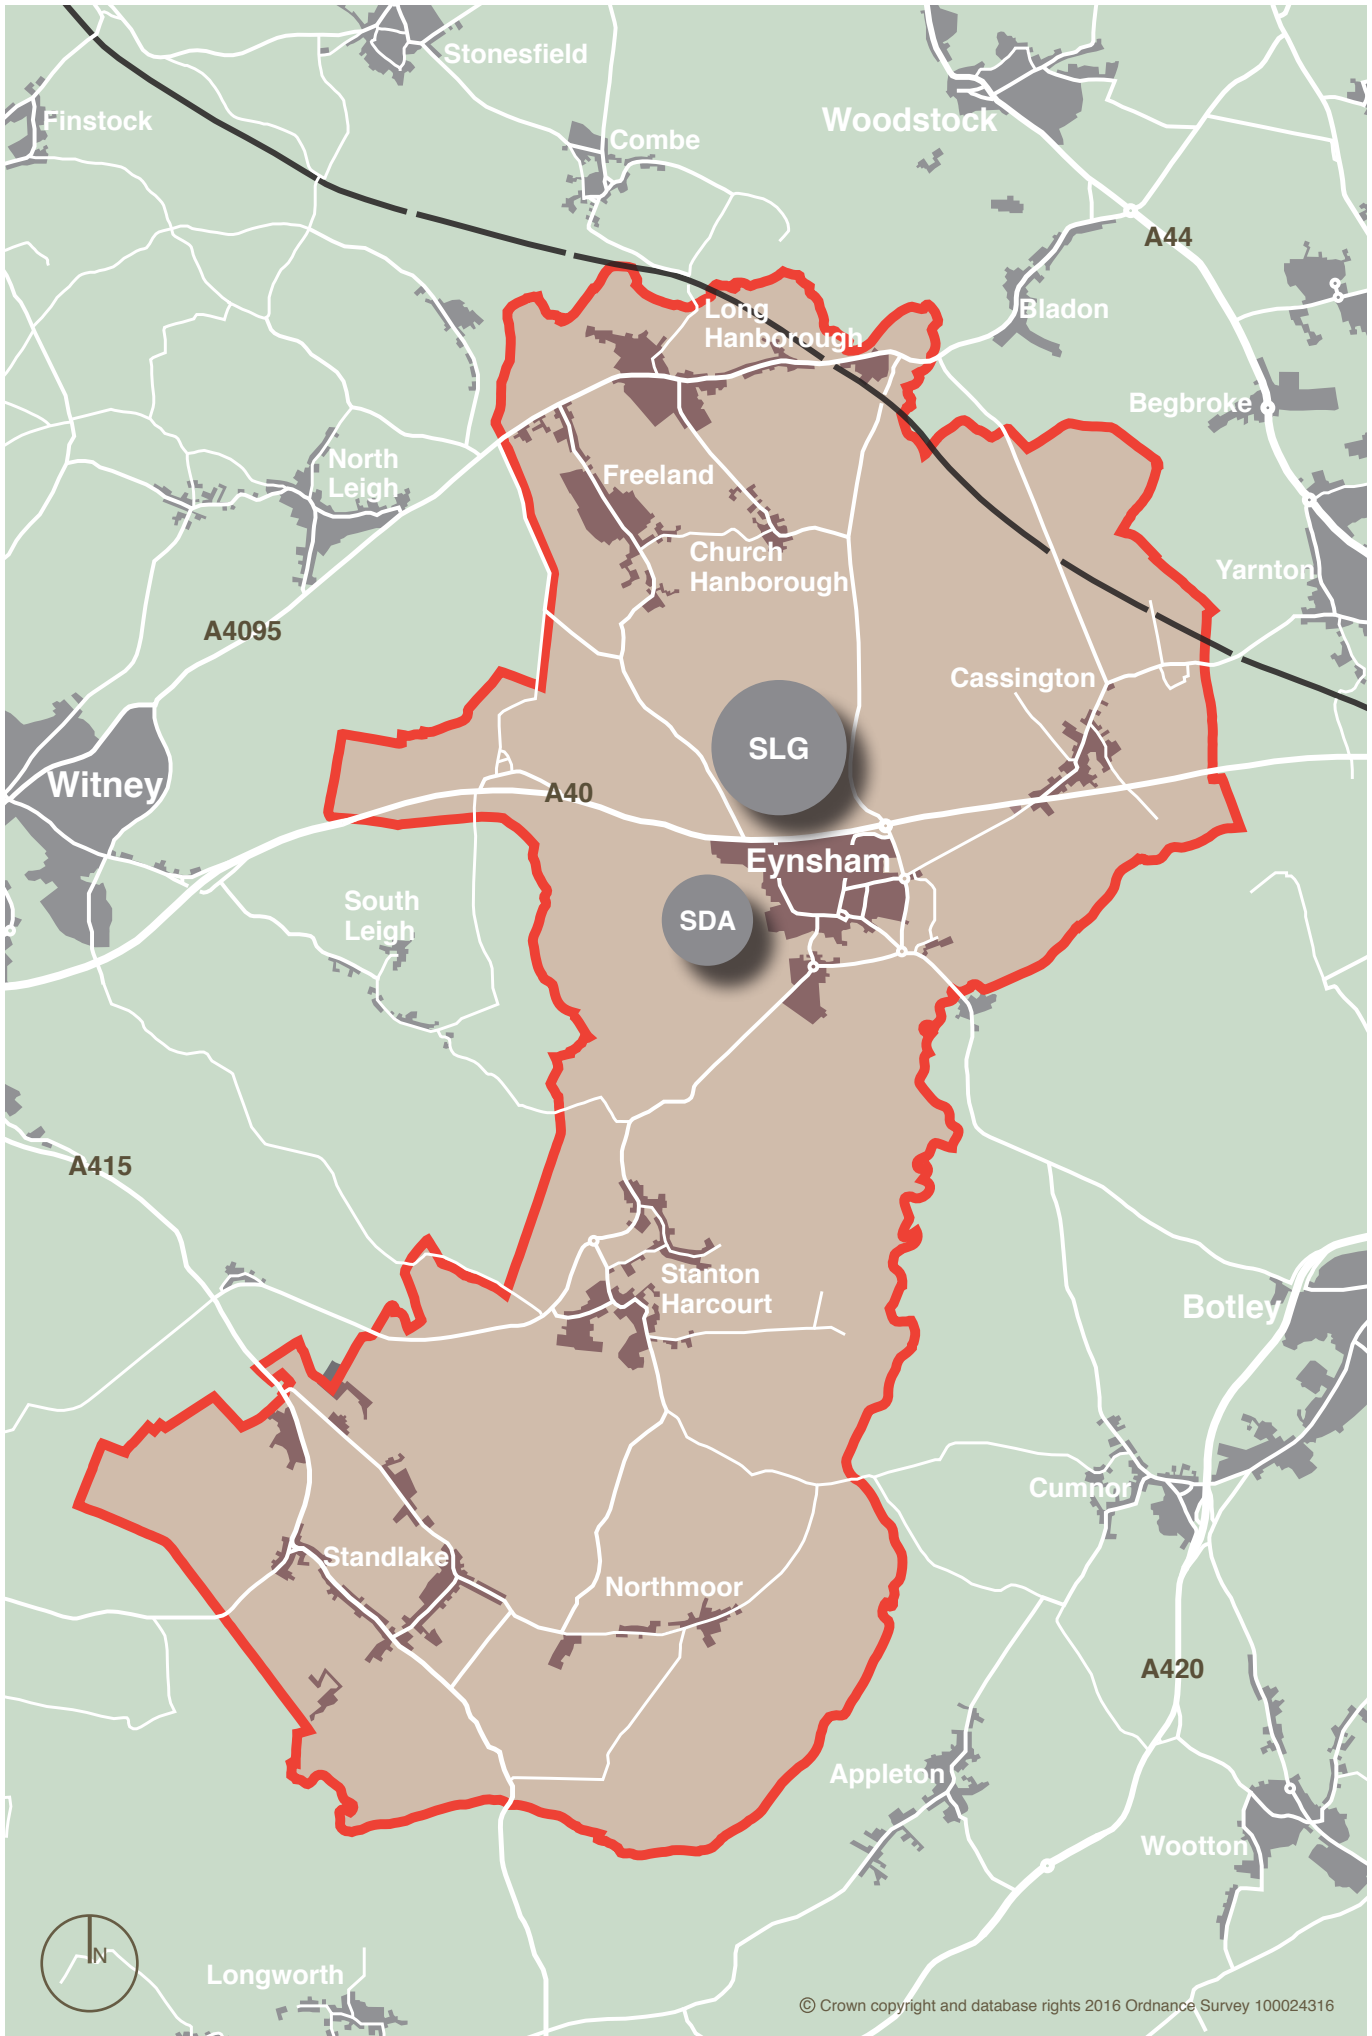 Stonesfield
Finstock
Woodstock
Combe
A44
Long
Hanborough
Bladon
Begbroke
North
Leigh
Freeland
Church
Hanborough
Yarnton
A4095
Cassington
SLG
Witney
A40
Eynsham
South
Leigh
SDA
A415
Stanton
Harcourt
Botley
Cumnor
Standlake
Northmoor
A420
Appleton
Wootton
N
Longworth
© Crown copyright and database rights 2016 Ordnance Survey 100024316